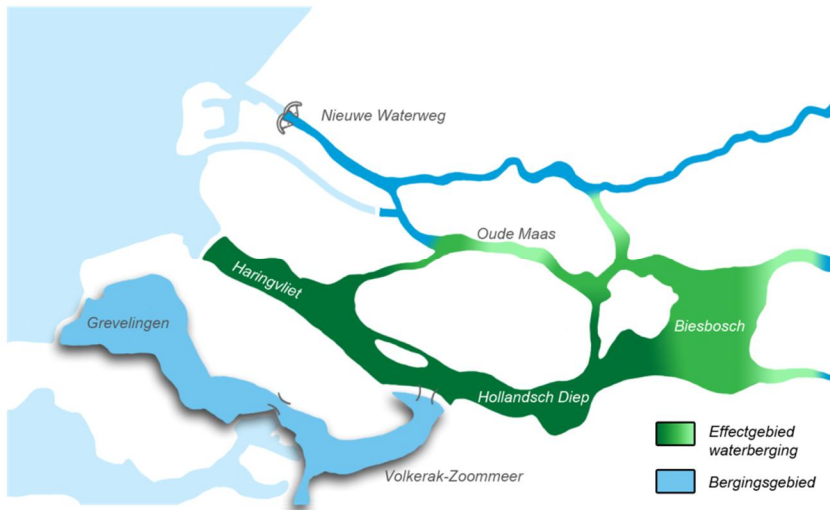 Nieuwe Waterweg
Oude Maas
Haringvliet
Grevelingen
Biesbosch
Hollandsch Diep
Volkerak-Zoommeer
Effectgebied
waterberging
Bergingsgebied